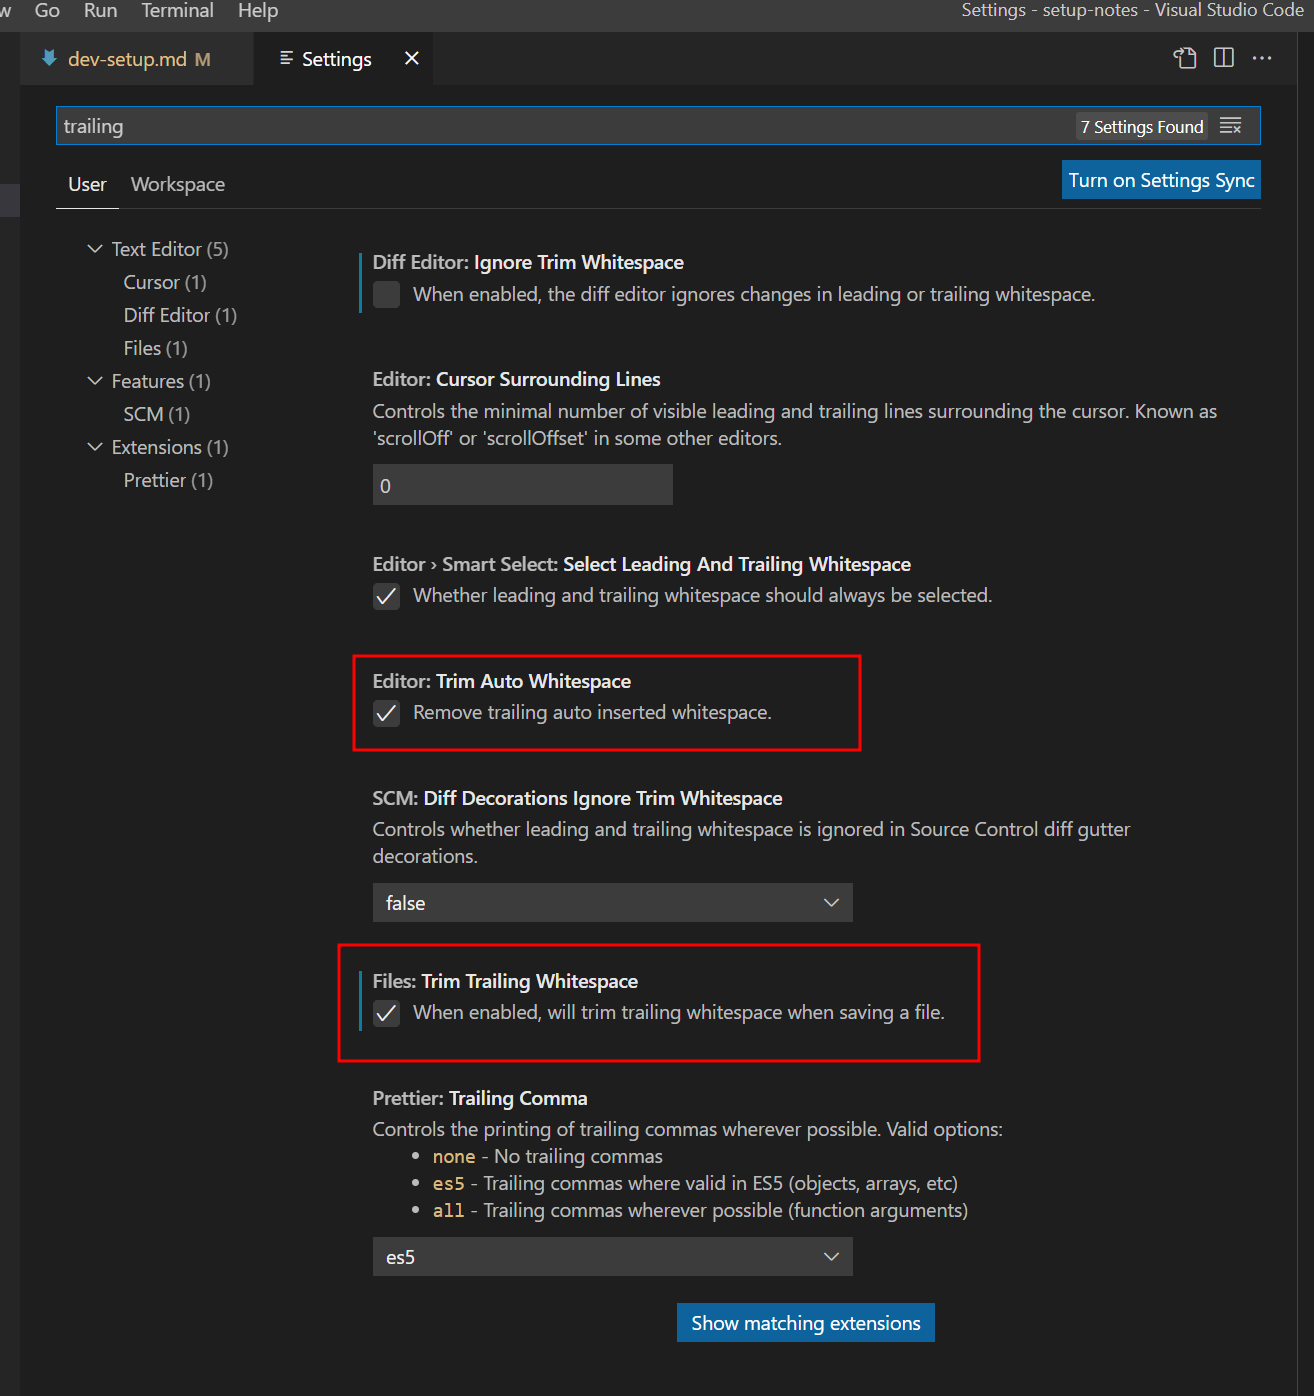 w Go Run Terminal Help Settings - setup-notes - Visual Studio Code
dev-setup.md M Settings
trailing 7 Settings Found
User Workspace Turn on Settings Sync
Text Editor (5)
Cursor (1)
Diff Editor (1)
Files (1)
Features (1)
SCM (1)
Extensions (1)
Prettier (1)
Diff Editor: Ignore Trim Whitespace
When enabled, the diff editor ignores changes in leading or trailing whitespace.
Editor: Cursor Surrounding Lines
Controls the minimal number of visible leading and trailing lines surrounding the cursor. Known as
'scrollOff' or 'scrollOffset' in some other editors.
0
Editor › Smart Select: Select Leading And Trailing Whitespace
Whether leading and trailing whitespace should always be selected.
Editor: Trim Auto Whitespace
Remove trailing auto inserted whitespace.
SCM: Diff Decorations Ignore Trim Whitespace
Controls whether leading and trailing whitespace is ignored in Source Control diff gutter
decorations.
false
Files: Trim Trailing Whitespace
When enabled, will trim trailing whitespace when saving a file.
Prettier: Trailing Comma
Controls the printing of trailing commas wherever possible. Valid options:
• none - No trailing commas
• es5 - Trailing commas where valid in ES5 (objects, arrays, etc)
• all - Trailing commas wherever possible (function arguments)
es5
Show matching extensions